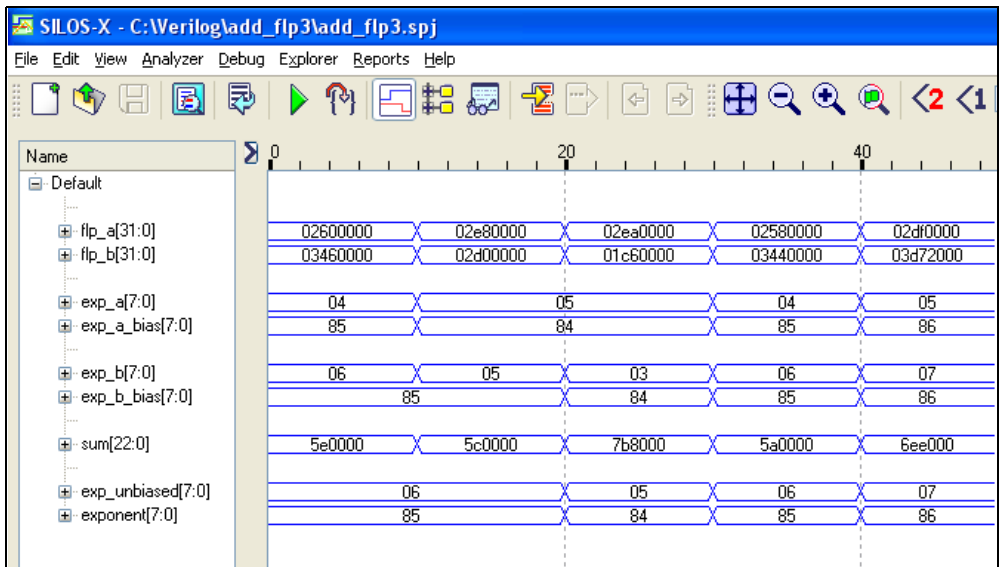 SILOS-X - C:\Verilog\add_flp3\add_flp3.spj
File Edit View Analyzer Debug Explorer Reports Help
2 1
Name Σ 0 20 40
Default
flp_a[31:0] 02600000 02e80000 02ea0000 02580000 02df0000
flp_b[31:0] 03460000 02d00000 01c60000 03440000 03d72000
exp_a[7:0] 04 05 04 05
exp_a_bias[7:0] 85 84 85 86
exp_b[7:0] 06 05 03 06 07
exp_b_bias[7:0] 85 84 85 86
sum[22:0] 5e0000 5c0000 7b8000 5a0000 6ee000
exp_unbiased[7:0] 06 05 06 07
exponent[7:0] 85 84 85 86